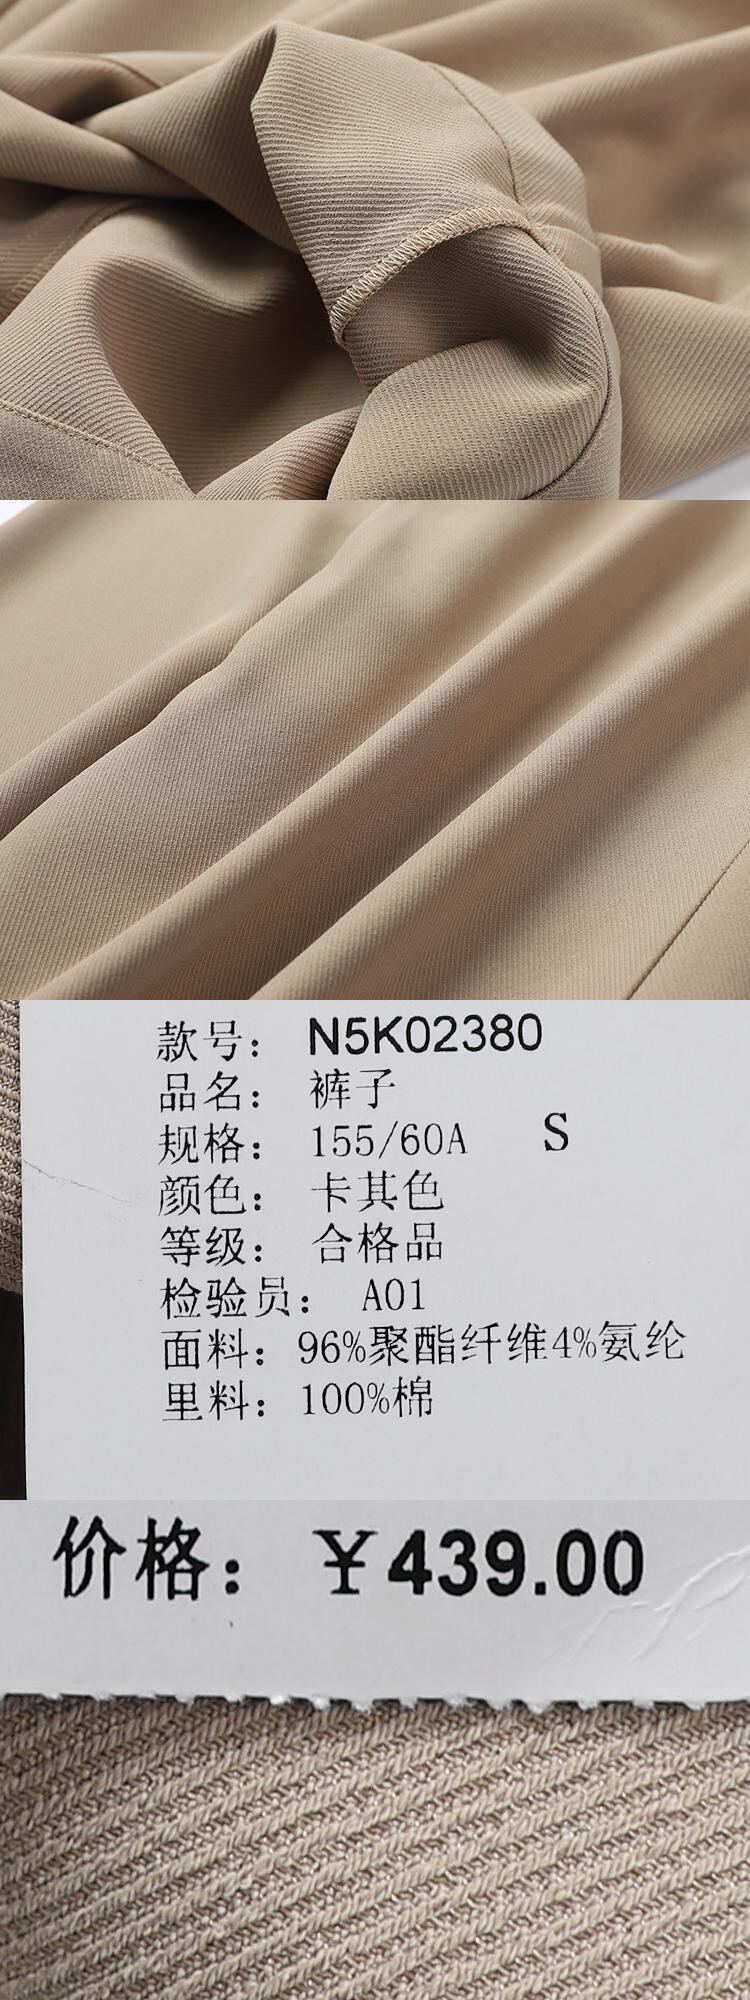 款号： N5K02380
品名： 裤子
规格： 155/60A S
颜色： 卡其色
等级： 合格品
检验员： A01
面料：96%聚酯纤维4%氨纶
里料：100%棉
价格： ￥439.00